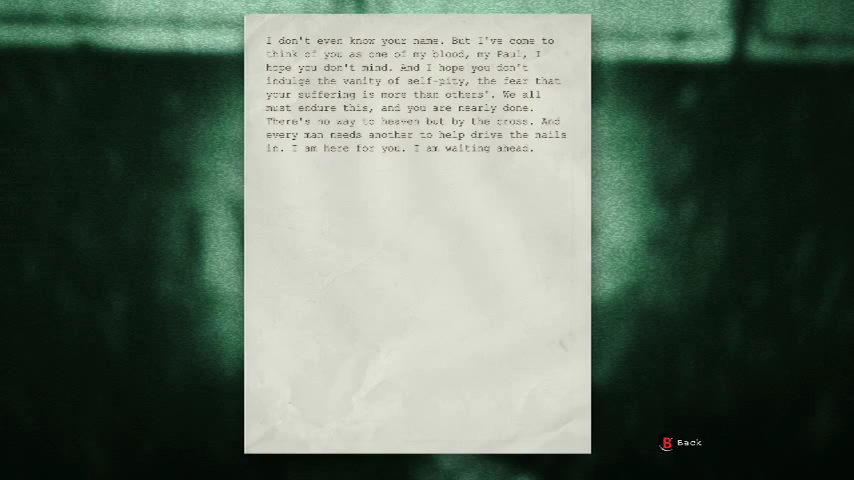 I don't even know your name. But I've come to
think of you as one of my blood, my Paul, I
hope you don't mind. And I hope you don't
indulge the vanity of self-pity, the fear that
your suffering is more than others'. We all
must endure this, and you are nearly done.
There's no way to heaven but by the cross. And
every man needs another to help drive the nails
in. I am here for you. I am waiting ahead.
B Back